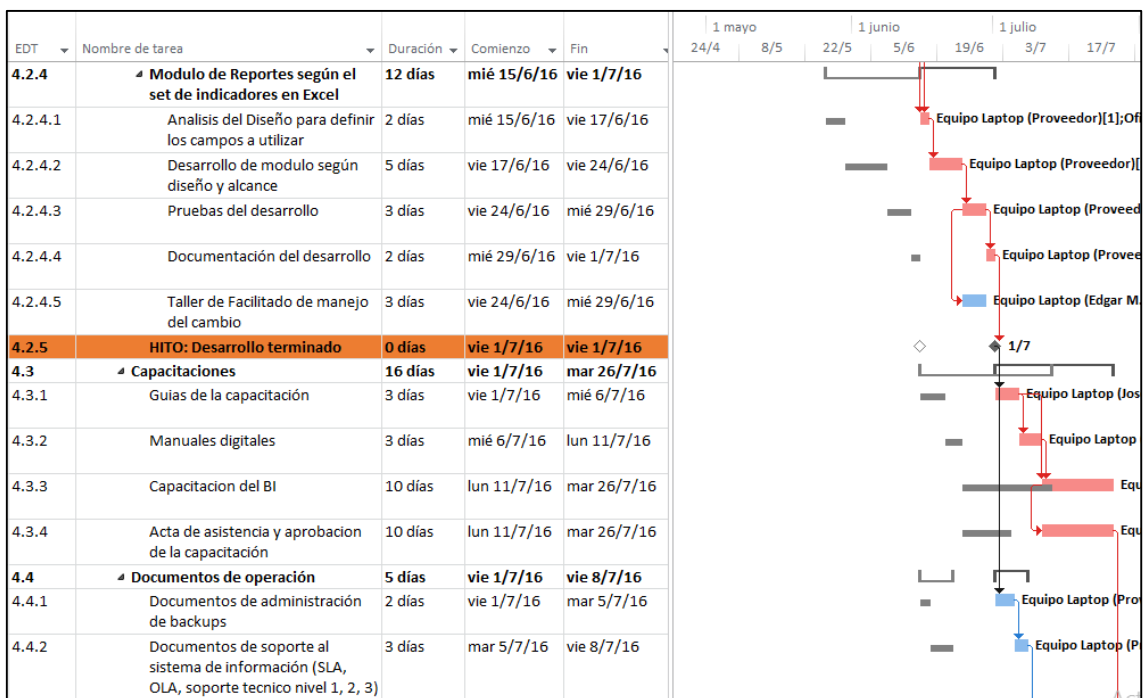 1 mayo 1 junio 1 julio
EDT Nombre de tarea Duración Comienzo Fin 24/4 8/5 22/5 5/6 19/6 3/7 17/7
4.2.4 Modulo de Reportes según el 12 días mié 15/6/16 vie 1/7/16
set de indicadores en Excel
4.2.4.1 Analisis del Diseño para definir 2 días mié 15/6/16 vie 17/6/16 Equipo Laptop (Proveedor)[1];Ofi
los campos a utilizar
4.2.4.2 Desarrollo de modulo según 5 días vie 17/6/16 vie 24/6/16 Equipo Laptop (Proveedor)[
diseño y alcance
4.2.4.3 Pruebas del desarrollo 3 días vie 24/6/16 mié 29/6/16 Equipo Laptop (Proveed
4.2.4.4 Documentación del desarrollo 2 días mié 29/6/16 vie 1/7/16 Equipo Laptop (Provee
4.2.4.5 Taller de Facilitado de manejo 3 días vie 24/6/16 mié 29/6/16 Equipo Laptop (Edgar M.
del cambio
4.2.5 HITO: Desarrollo terminado 0 días vie 1/7/16 vie 1/7/16 1/7
4.3 Capacitaciones 16 días vie 1/7/16 mar 26/7/16
4.3.1 Guias de la capacitación 3 días vie 1/7/16 mié 6/7/16 Equipo Laptop (Jos
4.3.2 Manuales digitales 3 días mié 6/7/16 lun 11/7/16 Equipo Laptop
4.3.3 Capacitacion del BI 10 días lun 11/7/16 mar 26/7/16 Equ
4.3.4 Acta de asistencia y aprobacion 10 días lun 11/7/16 mar 26/7/16 Equ
de la capacitación
4.4 Documentos de operación 5 días vie 1/7/16 vie 8/7/16
4.4.1 Documentos de administración 2 días vie 1/7/16 mar 5/7/16 Equipo Laptop (Prov
de backups
4.4.2 Documentos de soporte al 3 días mar 5/7/16 vie 8/7/16 Equipo Laptop (P
sistema de información (SLA,
OLA, soporte tecnico nivel 1, 2, 3)